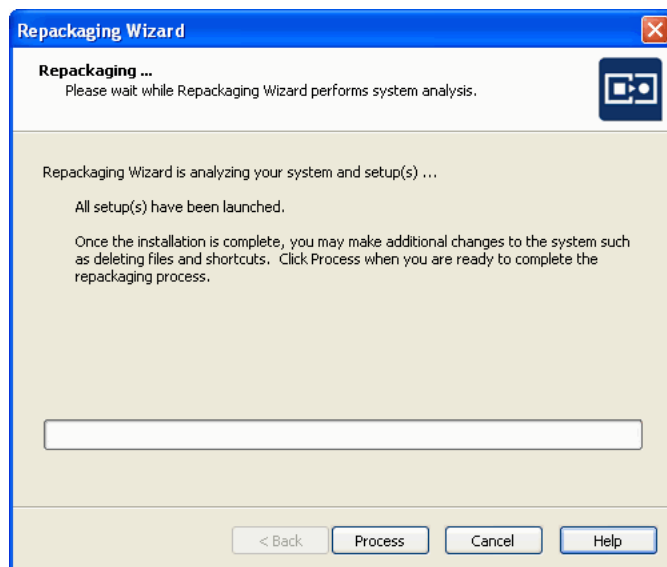 Repackaging Wizard
Repackaging ...
Please wait while Repackaging Wizard performs system analysis.
Repackaging Wizard is analyzing your system and setup(s) ...
All setup(s) have been launched.
Once the installation is complete, you may make additional changes to the system such
as deleting files and shortcuts.  Click Process when you are ready to complete the
repackaging process.
< Back
Process
Cancel
Help